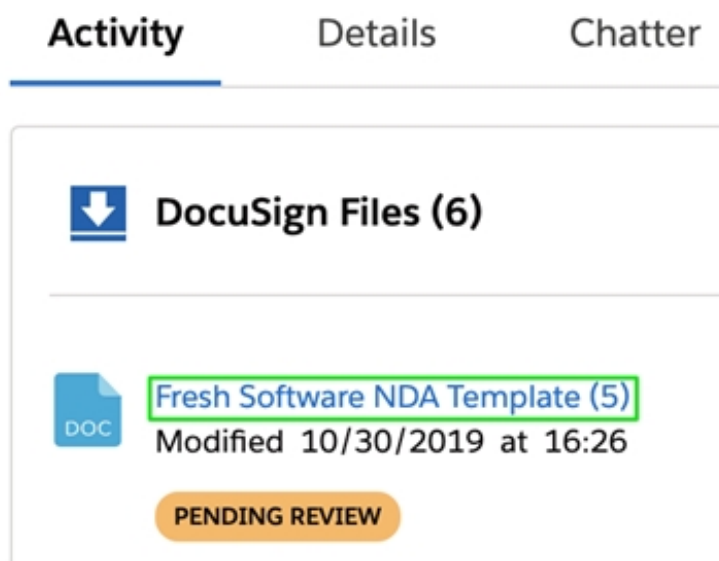 Activity Details Chatter
DocuSign Files (6)
DOC
Fresh Software NDA Template (5)
Modified 10/30/2019 at 16:26
PENDING REVIEW